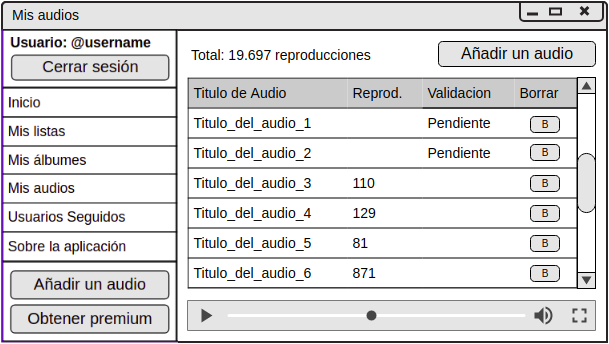 Mis audios
Usuario: @username
Cerrar sesión
Inicio
Mis listas
Mis álbumes
Mis audios
Usuarios Seguidos
Sobre la aplicación
Añadir un audio
Obtener premium
Total: 19.697 reproducciones
Añadir un audio
Titulo de Audio Reprod. Validacion Borrar
Titulo_del_audio_1 Pendiente B
Titulo_del_audio_2 Pendiente B
Titulo_del_audio_3 110 B
Titulo_del_audio_4 129 B
Titulo_del_audio_5 81 B
Titulo_del_audio_6 871 B